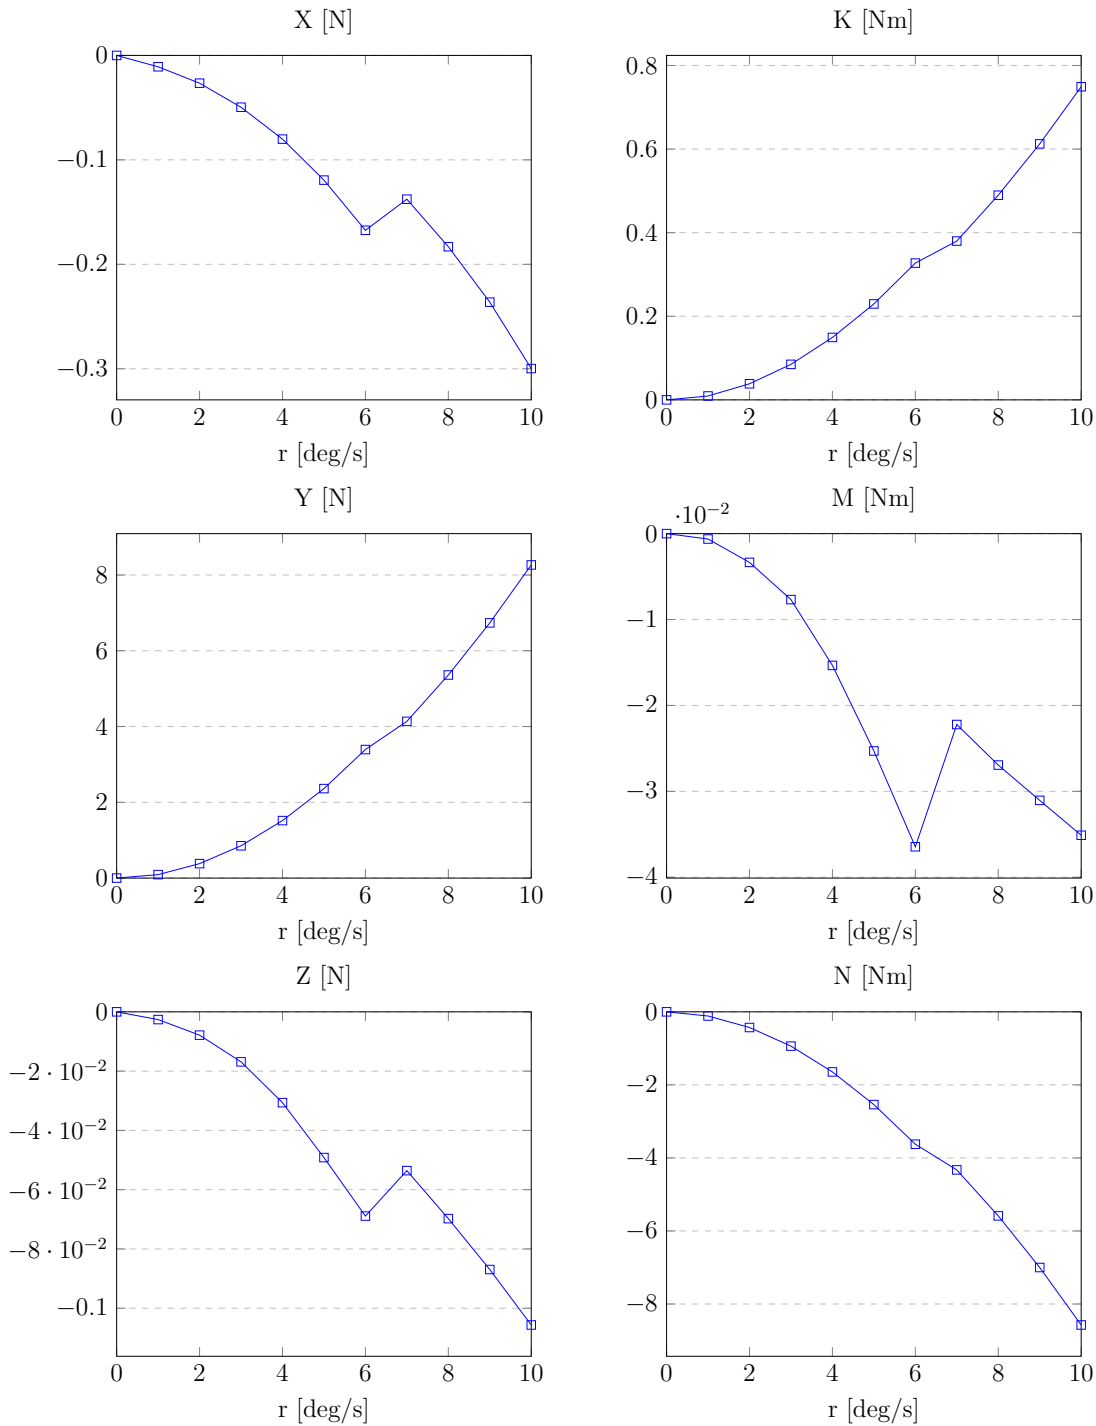 X [N]
0
−0.1
−0.2
−0.3
0 2 4 6 8 10
r [deg/s]
K [Nm]
0.8
0.6
0.4
0.2
0
0 2 4 6 8 10
r [deg/s]
Y [N]
8
6
4
2
0
0 2 4 6 8 10
r [deg/s]
M [Nm]
·10⁻²
0
−1
−2
−3
−4
0 2 4 6 8 10
r [deg/s]
Z [N]
0
−2 · 10⁻²
−4 · 10⁻²
−6 · 10⁻²
−8 · 10⁻²
−0.1
0 2 4 6 8 10
r [deg/s]
N [Nm]
0
−2
−4
−6
−8
0 2 4 6 8 10
r [deg/s]